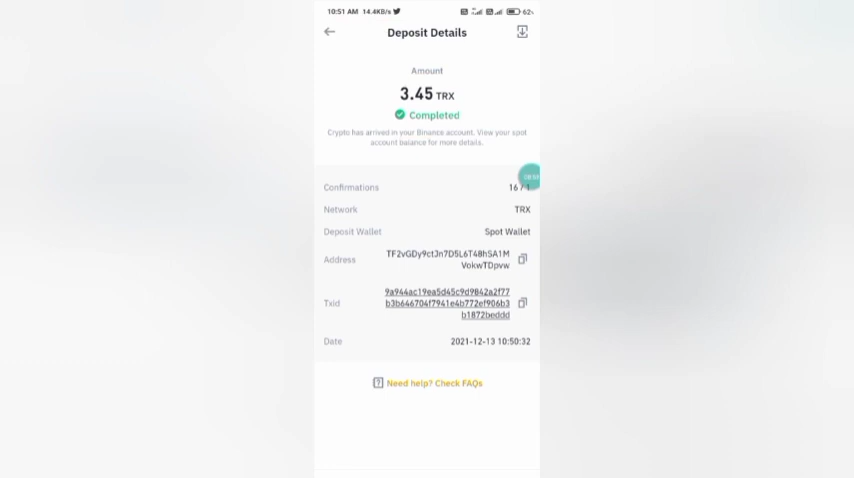 10:51 AM 14.4KB/s 62%
Deposit Details
Amount
3.45 TRX
Completed
Crypto has arrived in your Binance account. View your spot
account balance for more details.
Confirmations 16 / 1
Network TRX
Deposit Wallet Spot Wallet
Address TF2vGDy9ctJn7D5L6T48hSA1M
VokwTDpvw
Txid 9a944ac19ea5d45c9d9842a2f77
b3b646704f7941e4b772ef906b3
b1872beddd
Date 2021-12-13 10:50:32
Need help? Check FAQs